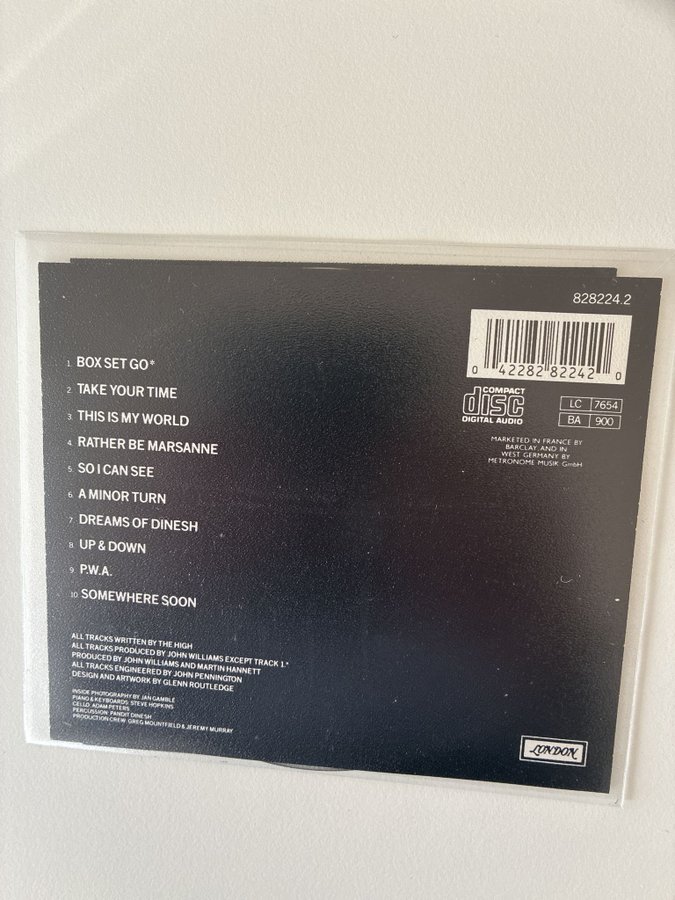 828224.2
0 42282 82242 0
COMPACT
disc
DIGITAL AUDIO
LC 7654
BA 900
MARKETED IN FRANCE BY
BARCLAY, AND IN
WEST GERMANY BY
METRONOME MUSIK GmbH
1. BOX SET GO*
2. TAKE YOUR TIME
3. THIS IS MY WORLD
4. RATHER BE MARSANNE
5. SO I CAN SEE
6. A MINOR TURN
7. DREAMS OF DINESH
8. UP & DOWN
9. P.W.A.
10. SOMEWHERE SOON
ALL TRACKS WRITTEN BY THE HIGH
ALL TRACKS PRODUCED BY JOHN WILLIAMS EXCEPT TRACK 1.*
PRODUCED BY JOHN WILLIAMS AND MARTIN HANNETT
ALL TRACKS ENGINEERED BY JOHN PENNINGTON
DESIGN AND ARTWORK BY GLENN ROUTLEDGE
INSIDE PHOTOGRAPHY BY IAN GAMBLE
PIANO & KEYBOARDS: STEVE HOPKINS
CELLO: ADAM PETERS
PERCUSSION: PANDIT DINESH
PRODUCTION CREW: GREG MOUNTFIELD & JEREMY MURRAY
LONDON